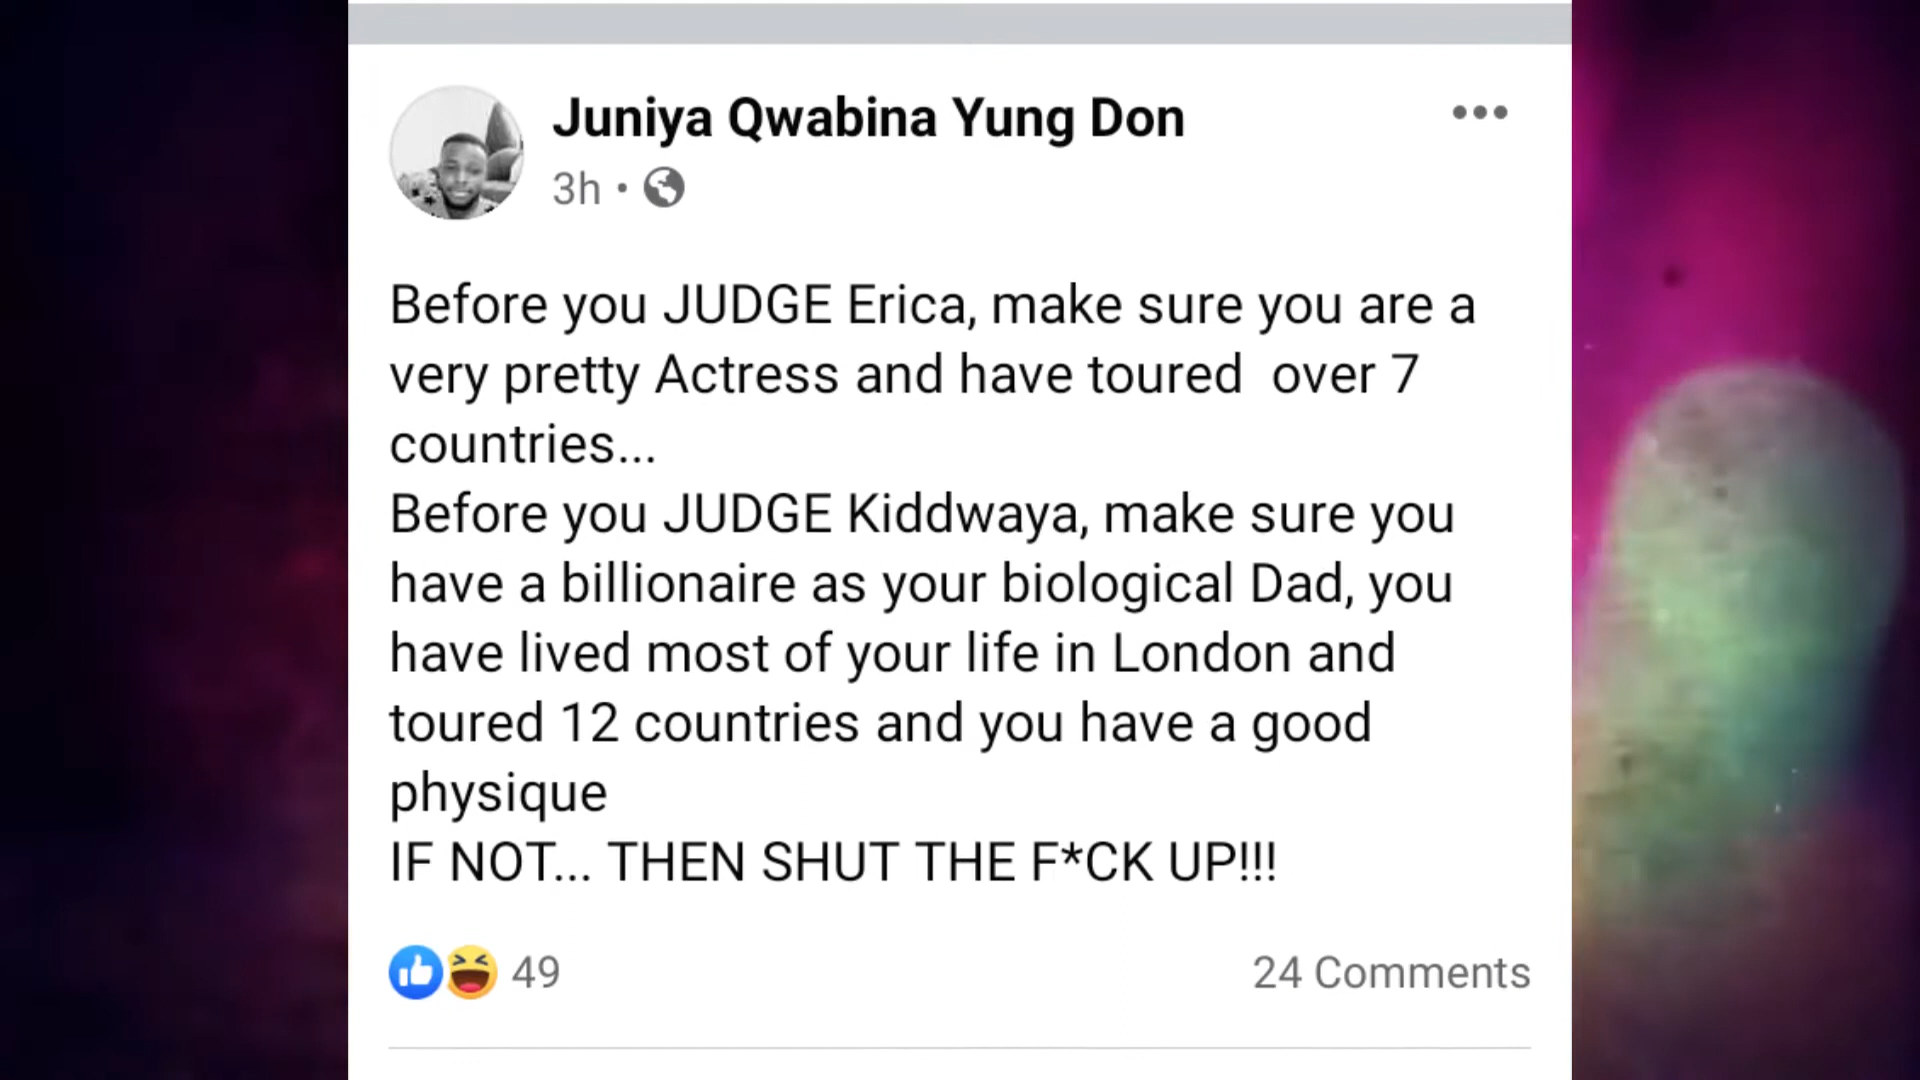 Juniya Qwabina Yung Don
3h •
Before you JUDGE Erica, make sure you are a
very pretty Actress and have toured  over 7
countries...
Before you JUDGE Kiddwaya, make sure you
have a billionaire as your biological Dad, you
have lived most of your life in London and
toured 12 countries and you have a good
physique
IF NOT... THEN SHUT THE F*CK UP!!!
49
24 Comments